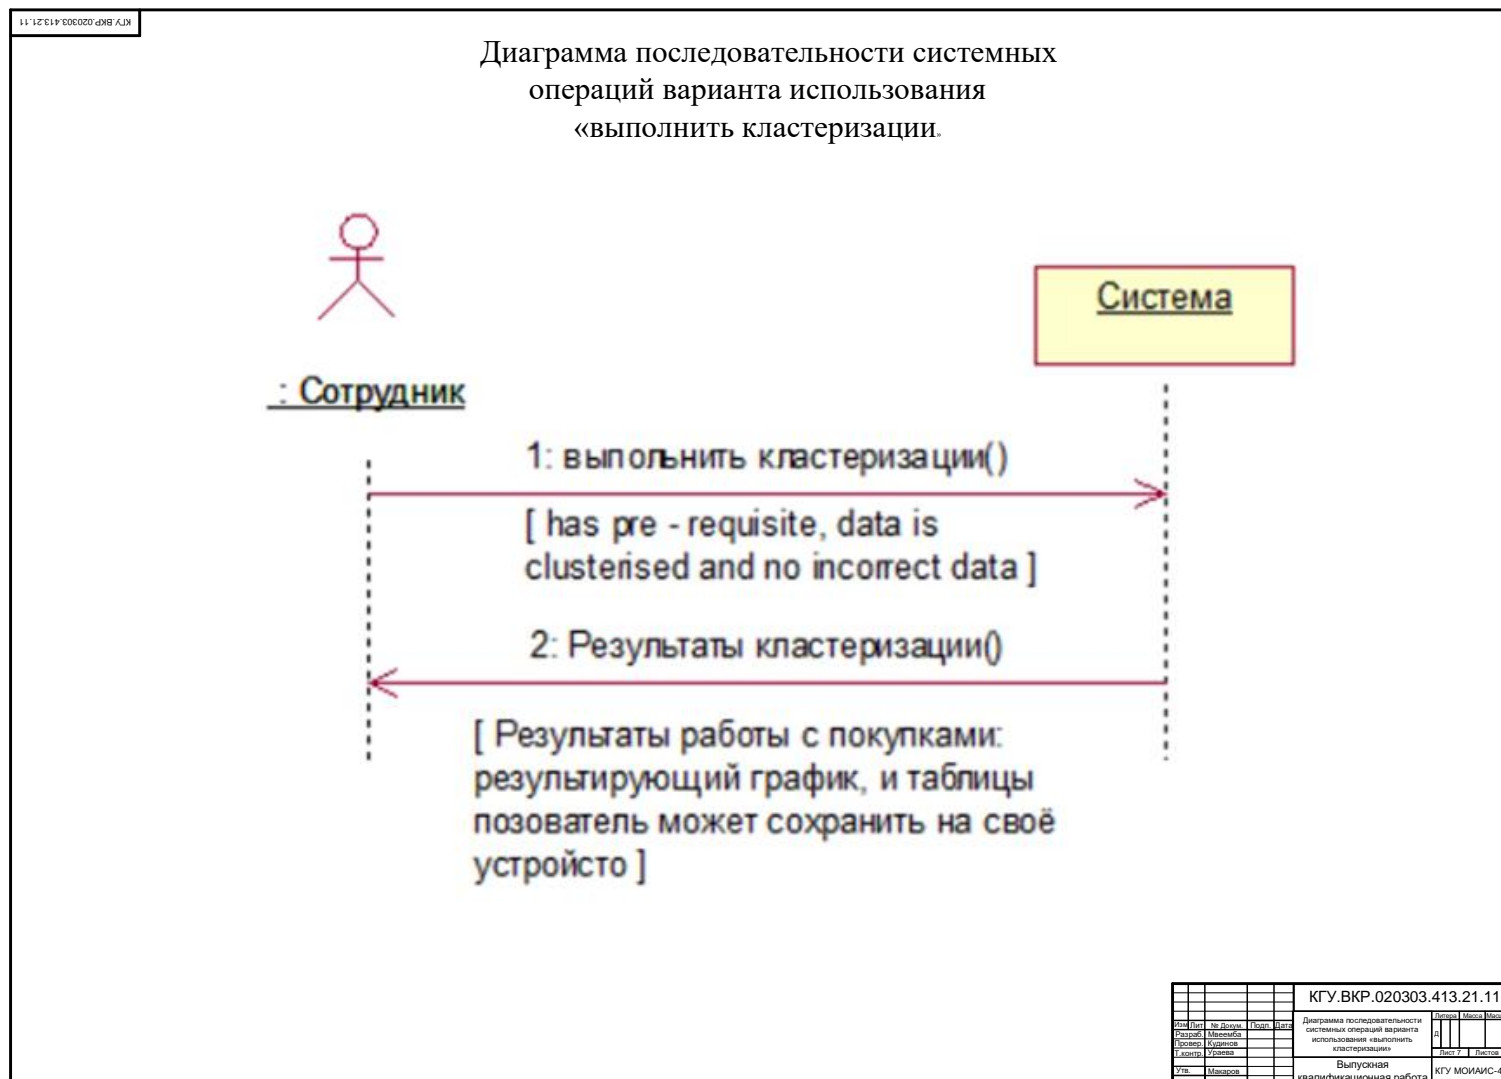 КГУ.ВКР.020303.413.21.11
Диаграмма последовательности системных
операций варианта использования
«выполнить кластеризации»
Система
: Сотрудник
1: выпольнить кластеризации()
[ has pre - requisite, data is
clusterised and no incorrect data ]
2: Результаты кластеризации()
[ Результаты работы с покупками:
результирующий график, и таблицы
позователь может сохранить на своё
устройсто ]
КГУ.ВКР.020303.413.21.11
Изм Лит № Докум. Подп. Дата
Разраб. Мвеемба
Провер. Кудинов
Т.контр. Ураева
Утв. Макаров
Диаграмма последовательности
системных операций варианта
использования «выполнить
кластеризации»
Литера Масса
Д
Лист 7 Листов
Выпускная
квалификационная работа
КГУ МОИАИС-4